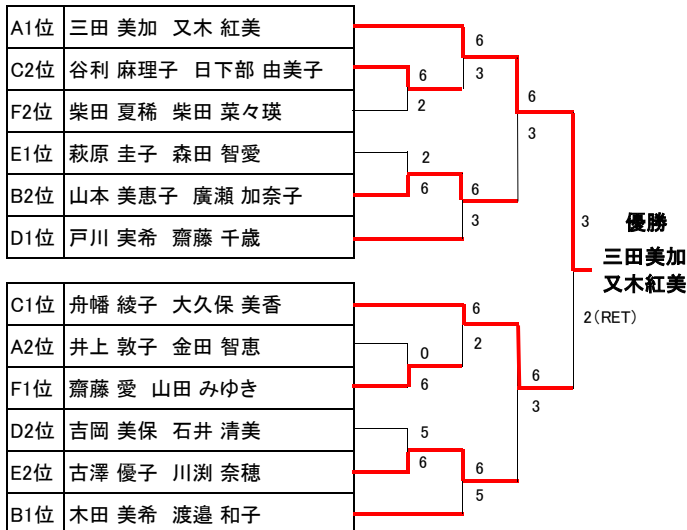 A1位 三田 美加 又木 紅美
C2位 谷利 麻理子 日下部 由美子
F2位 柴田 夏稀 柴田 菜々瑛
E1位 萩原 圭子 森田 智愛
B2位 山本 美恵子 廣瀬 加奈子
D1位 戸川 実希 齋藤 千歳
6
3
6
2
2
6
6
3
6
3
3
優勝
三田美加
又木紅美
2(RET)
C1位 舟幡 綾子 大久保 美香
A2位 井上 敦子 金田 智恵
F1位 齋藤 愛 山田 みゆき
D2位 吉岡 美保 石井 清美
E2位 古澤 優子 川渕 奈穂
B1位 木田 美希 渡邉 和子
6
2
0
6
5
6
6
5
6
3